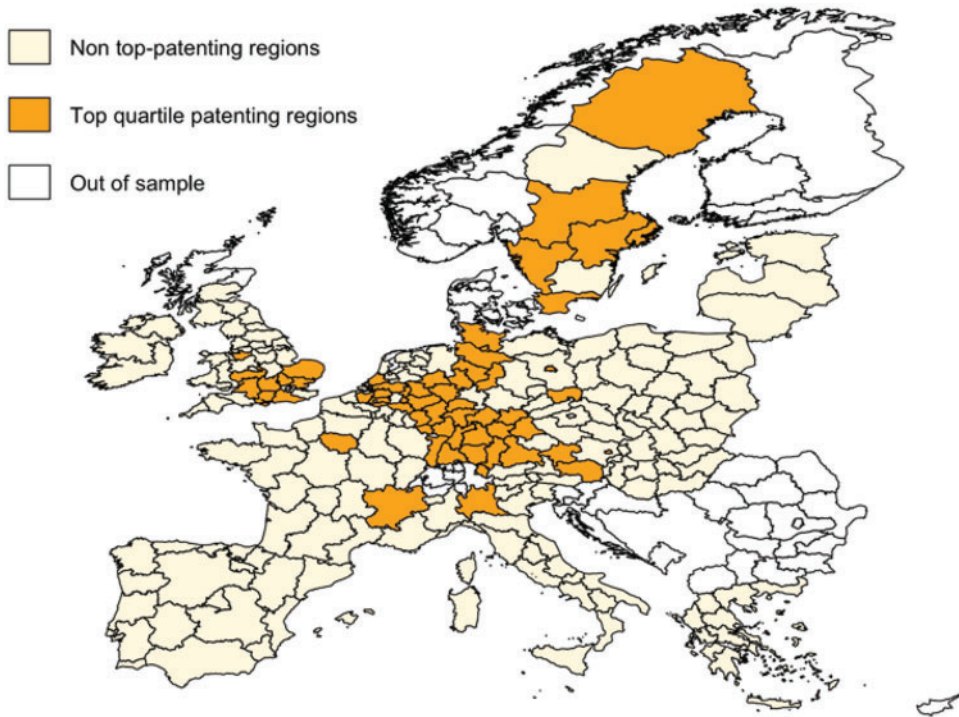 Non top-patenting regions
Top quartile patenting regions
Out of sample